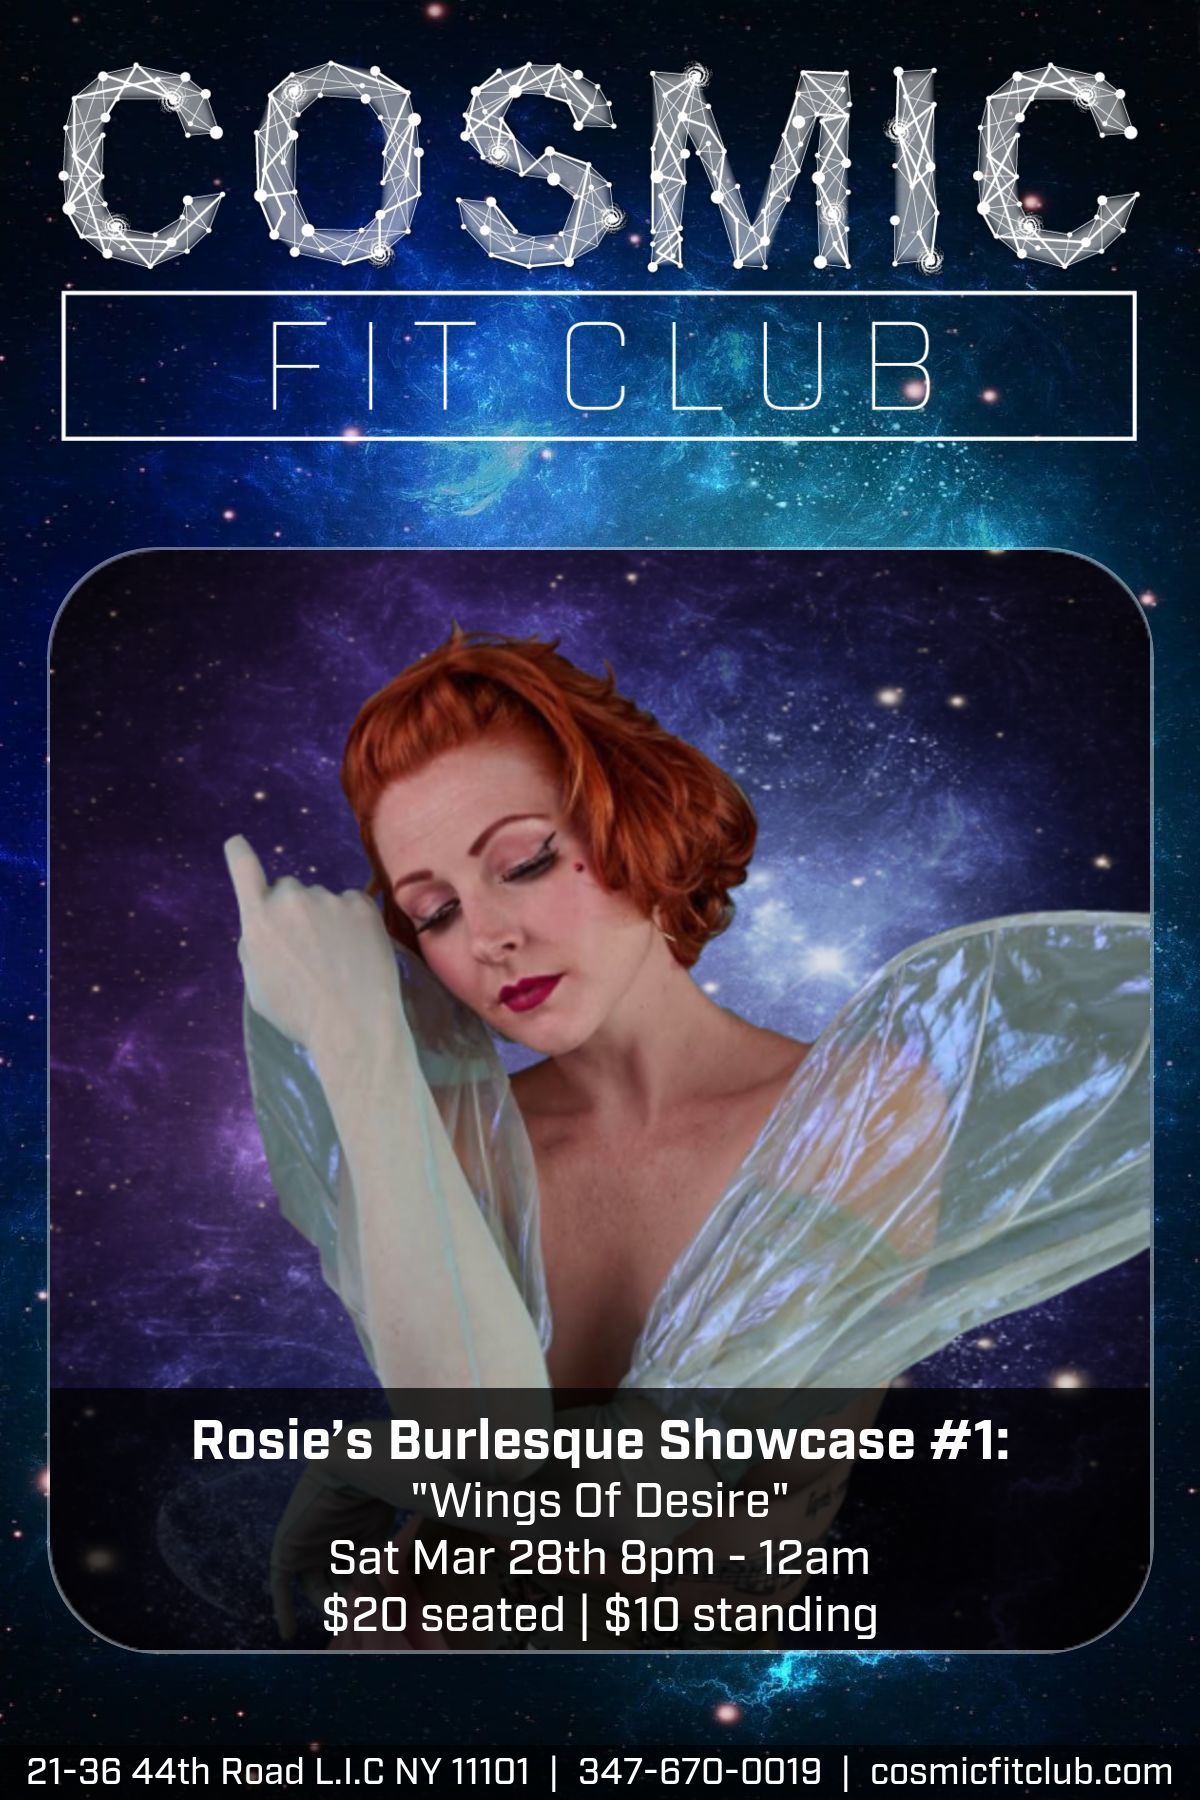 COSMIC
FIT CLUB
Rosie’s Burlesque Showcase #1:
"Wings Of Desire"
Sat Mar 28th 8pm - 12am
$20 seated | $10 standing
21-36 44th Road L.I.C NY 11101 | 347-670-0019 | cosmicfitclub.com